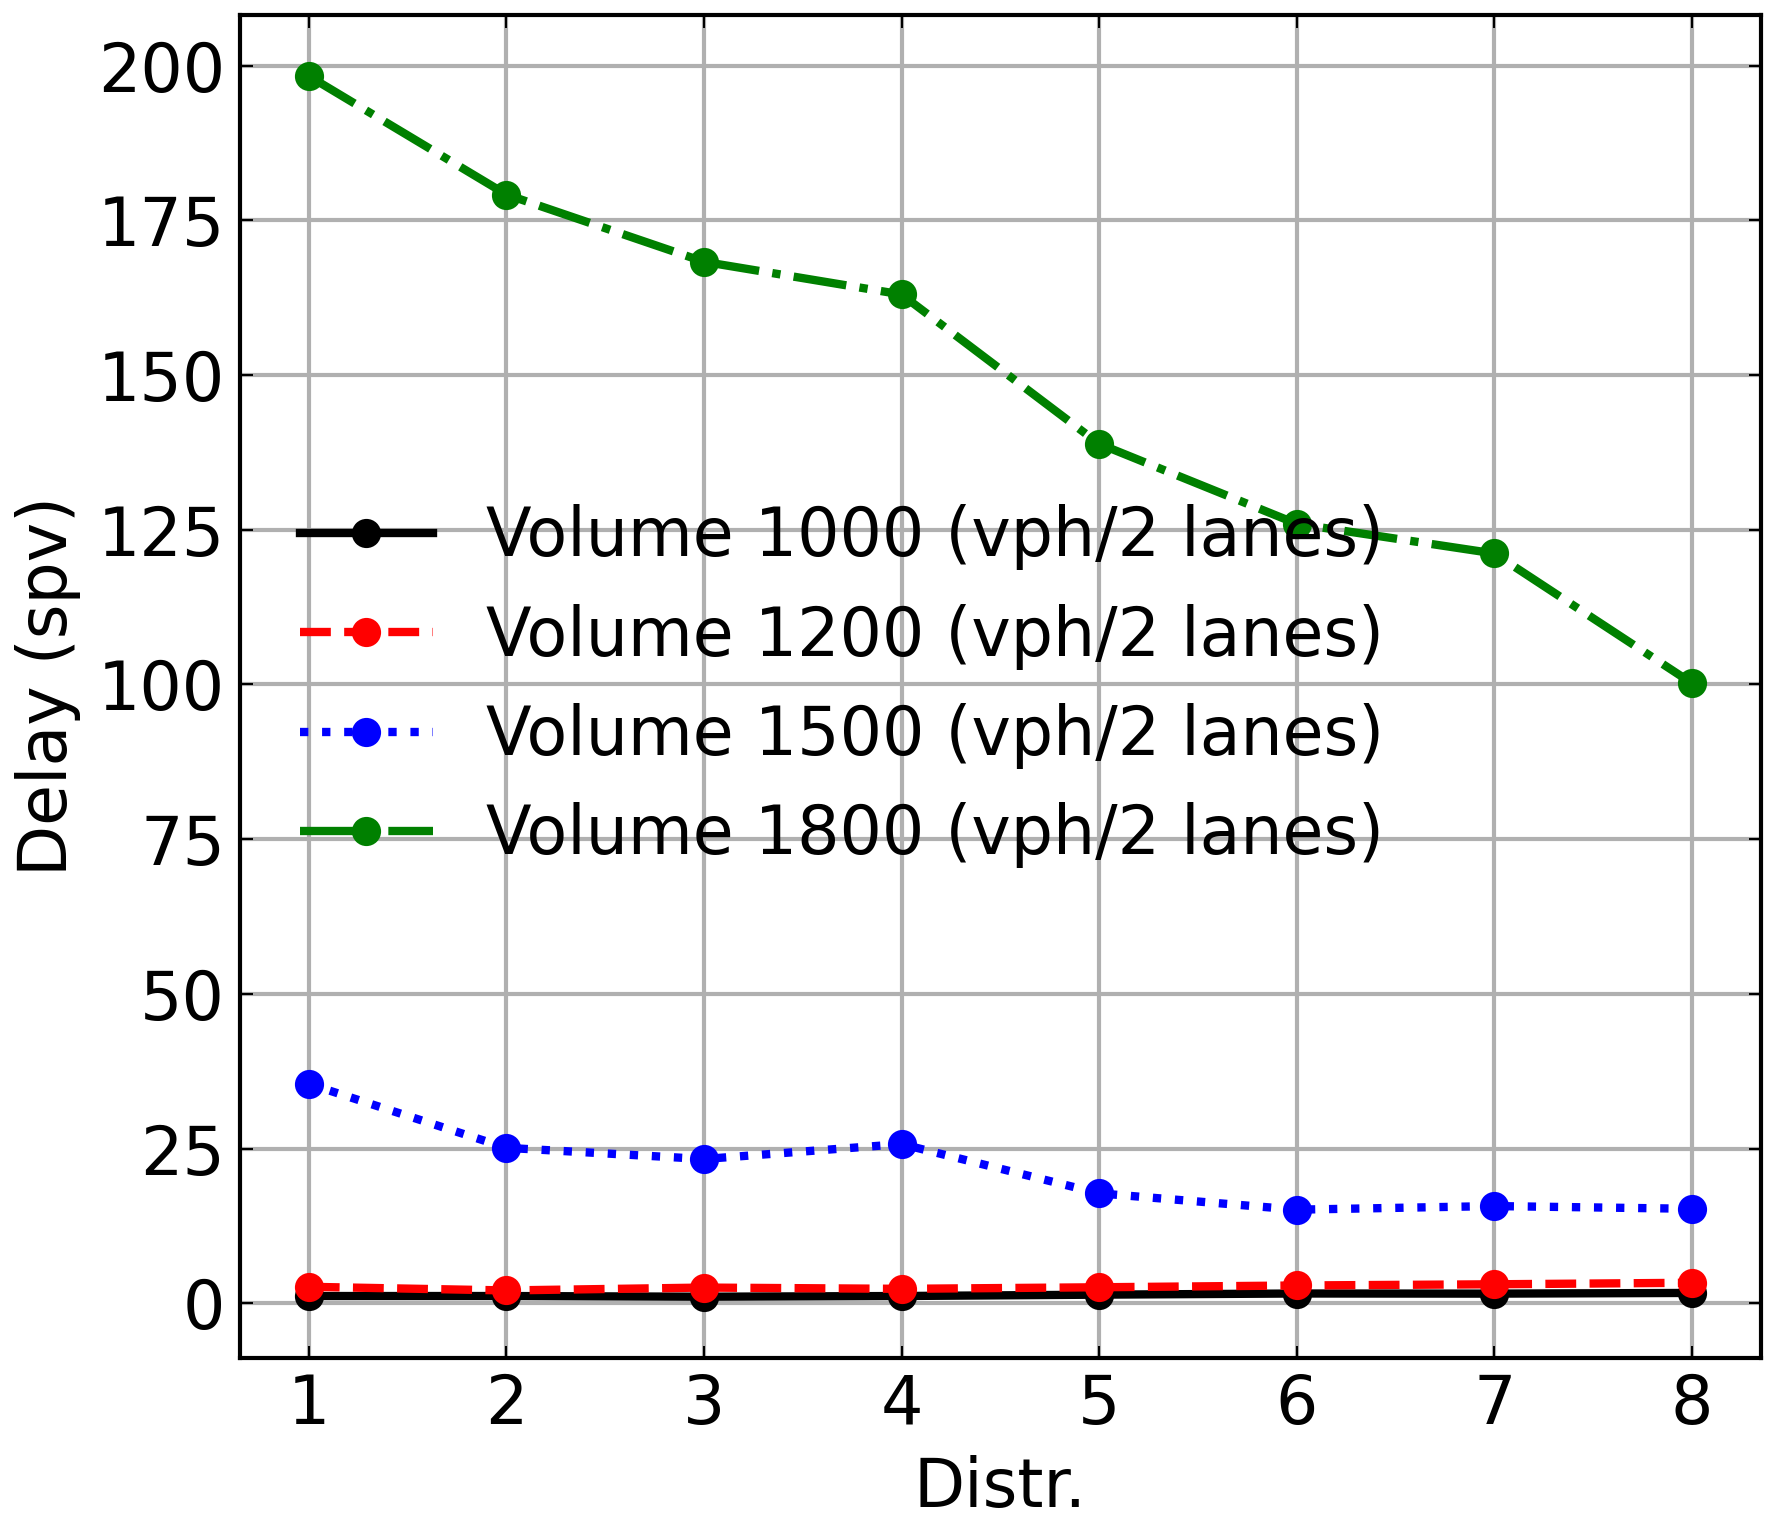 200
175
150
125
100
75
50
25
0
Delay (spv)
Volume 1000 (vph/2 lanes)
Volume 1200 (vph/2 lanes)
Volume 1500 (vph/2 lanes)
Volume 1800 (vph/2 lanes)
1 2 3 4 5 6 7 8
Distr.